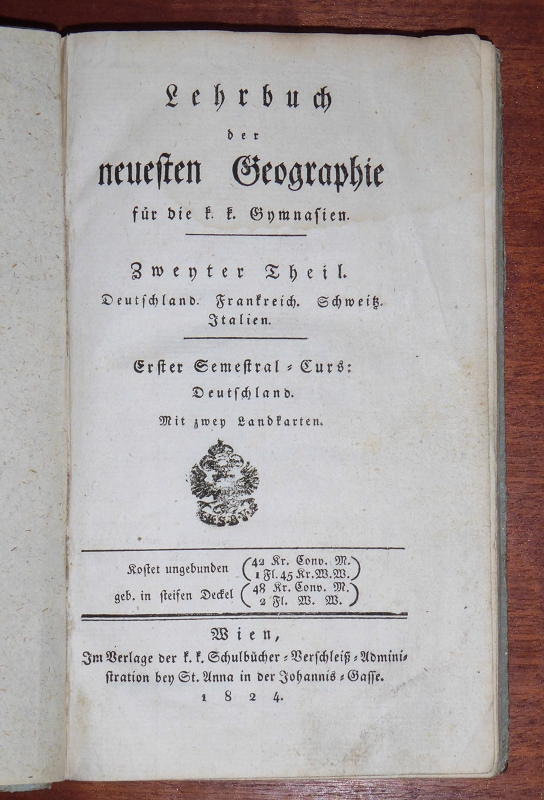 Lehrbuch
der
neuesten Geographie
für die k. k. Gymnasien.
Zweyter Theil.
Deutschland. Frankreich. Schweitz.
Italien.
Erster Semestral-Curs:
Deutschland.
Mit zwey Landkarten.
Kostet ungebunden (42 Kr. Conv. M.)
(1 Fl. 45 Kr. W. W.)
geb. in steifen Deckel (48 Kr. Conv. M.)
(2 Fl. W. W.)
Wien,
Im Verlage der k. k. Schulbücher-Verschleiß-Admini-
stration bey St. Anna in der Johannis-Gasse.
1824.